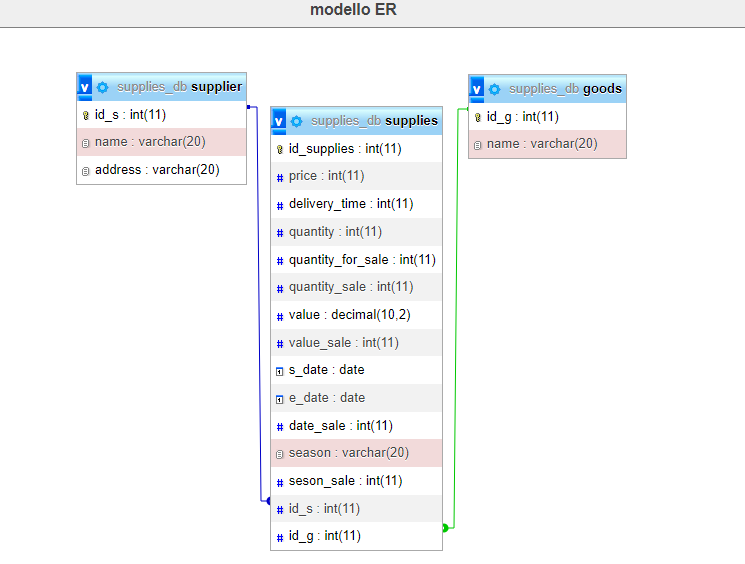 modello ER
v supplies_db supplier
id_s : int(11)
name : varchar(20)
address : varchar(20)
v supplies_db supplies
id_supplies : int(11)
# price : int(11)
# delivery_time : int(11)
# quantity : int(11)
# quantity_for_sale : int(11)
# quantity_sale : int(11)
# value : decimal(10,2)
# value_sale : int(11)
s_date : date
e_date : date
# date_sale : int(11)
season : varchar(20)
# seson_sale : int(11)
# id_s : int(11)
# id_g : int(11)
v supplies_db goods
id_g : int(11)
name : varchar(20)